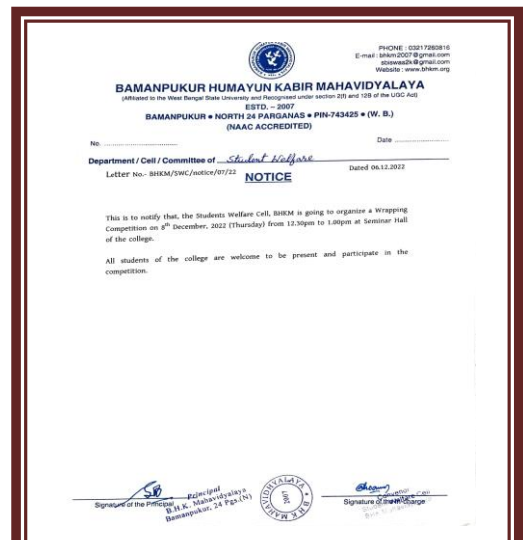 PHONE : 03217260816
E-mail : bhkm2007@gmail.com
sbiswas2k@gmail.com
Website : www.bhkm.org
BAMANPUKUR HUMAYUN KABIR MAHAVIDYALAYA
(Affiliated to the West Bengal State University and Recognised under section 2(f) and 12B of the UGC Act)
ESTD. – 2007
BAMANPUKUR ● NORTH 24 PARGANAS ● PIN-743425 ● (W. B.)
(NAAC ACCREDITED)
No. ................................
Date ....................
Department / Cell / Committee of Student Welfare
Letter No.- BHKM/SWC/notice/07/22
Dated 06.12.2022
NOTICE
This is to notify that, the Students Welfare Cell, BHKM is going to organize a Wrapping
Competition on 8th December, 2022 (Thursday) from 12.30pm to 1.00pm at Seminar Hall
of the college.
All students of the college are welcome to be present and participate in the
competition.
Signature of the Principal
Principal
B.H.K. Mahavidyalaya
Bamanpukur, 24 Pgs.(N)
B H K MAHAVIDHYALAYA
2007
Convenor
Signature of the In-charge